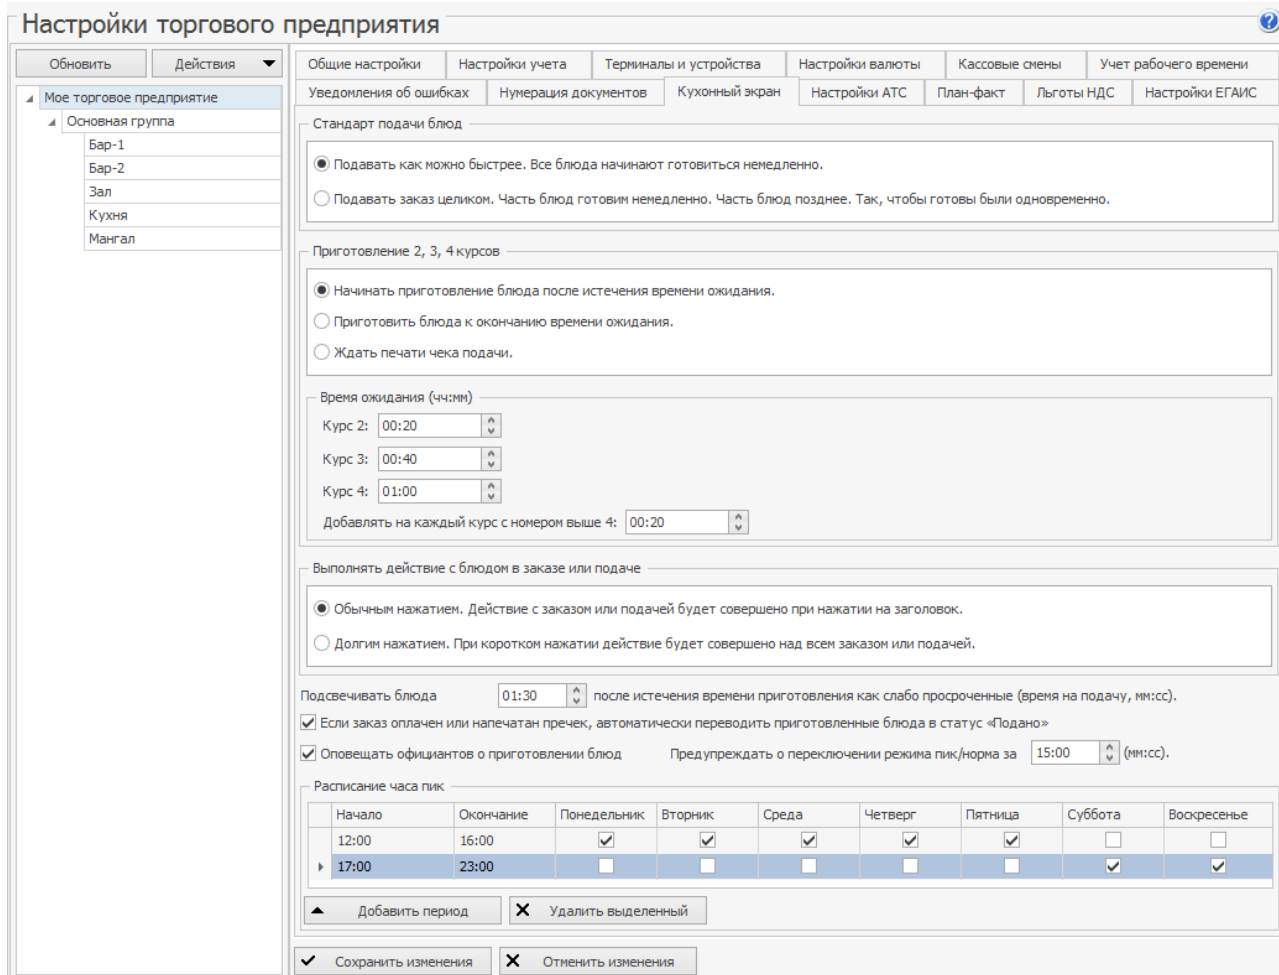 Настройки торгового предприятия
Обновить Действия
Мое торговое предприятие
Основная группа
Бар-1
Бар-2
Зал
Кухня
Мангал
Общие настройки Настройки учета Терминалы и устройства Настройки валюты Кассовые смены Учет рабочего времени
Уведомления об ошибках Нумерация документов Кухонный экран Настройки АТС План-факт Льготы НДС Настройки ЕГАИС
Стандарт подачи блюд
Подавать как можно быстрее. Все блюда начинают готовиться немедленно.
Подавать заказ целиком. Часть блюд готовим немедленно. Часть блюд позднее. Так, чтобы готовы были одновременно.
Приготовление 2, 3, 4 курсов
Начинать приготовление блюда после истечения времени ожидания.
Приготовить блюда к окончанию времени ожидания.
Ждать печати чека подачи.
Время ожидания (чч:мм)
Курс 2: 00:20
Курс 3: 00:40
Курс 4: 01:00
Добавлять на каждый курс с номером выше 4: 00:20
Выполнять действие с блюдом в заказе или подаче
Обычным нажатием. Действие с заказом или подачей будет совершено при нажатии на заголовок.
Долгим нажатием. При коротком нажатии действие будет совершено над всем заказом или подачей.
Подсвечивать блюда 01:30 после истечения времени приготовления как слабо просроченные (время на подачу, мм:сс).
Если заказ оплачен или напечатан пречек, автоматически переводить приготовленные блюда в статус «Подано»
Оповещать официантов о приготовлении блюд Предупреждать о переключении режима пик/норма за 15:00 (мм:сс).
Расписание часа пик
Начало Окончание Понедельник Вторник Среда Четверг Пятница Суббота Воскресенье
12:00 16:00
17:00 23:00
Добавить период Удалить выделенный
Сохранить изменения Отменить изменения